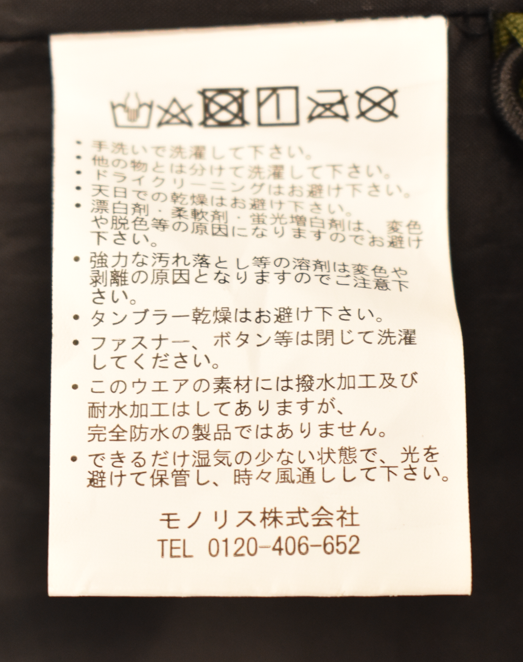 ・手洗いで洗濯して下さい。
・他の物とは分けて洗濯して下さい。
・ドライクリーニングはお避け下さい。
・天日での乾燥はお避け下さい。
・漂白剤・柔軟剤・蛍光増白剤は、変色
や脱色等の原因になりますのでお避け
下さい。
・強力な汚れ落とし等の溶剤は変色や
剥離の原因となりますのでご注意下
さい。
・タンブラー乾燥はお避け下さい。
・ファスナー、ボタン等は閉じて洗濯
してください。
・このウエアの素材には撥水加工及び
耐水加工はしてありますが、
完全防水の製品ではありません。
・できるだけ湿気の少ない状態で、光を
避けて保管し、時々風通しして下さい。
モノリス株式会社
TEL 0120-406-652